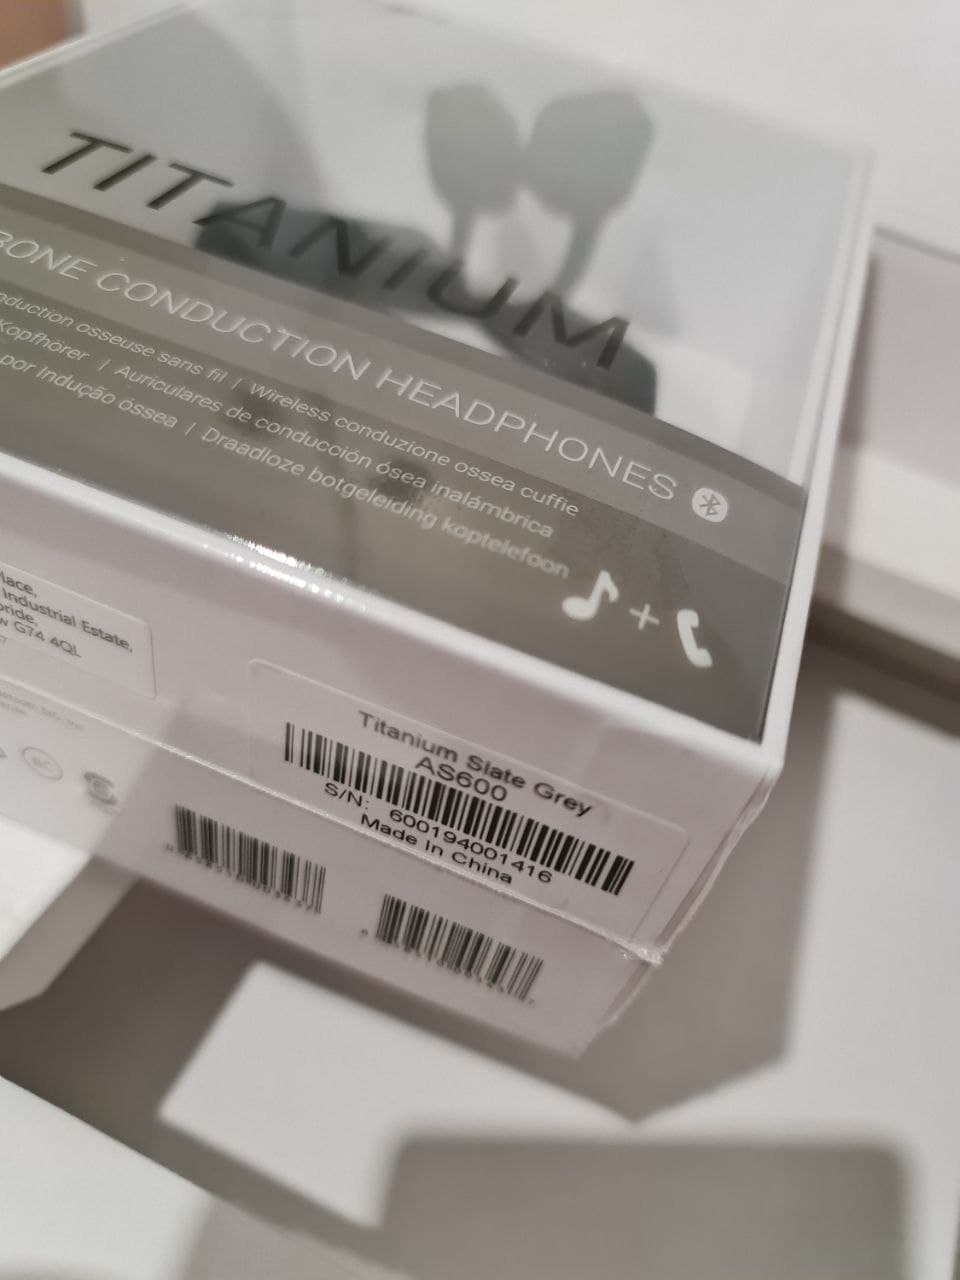 TITANIUM
BONE CONDUCTION HEADPHONES
osseuse sans fil | Wireless conduzione ossea cuffie
Kopfhörer | Auriculares de conducción ósea inalámbrica
por Indução óssea | Draadloze botgeleiding koptelefoon
+
Industrial Estate,
G74 4QL
Titanium Slate Grey
AS600
S/N: 600194001416
Made In China